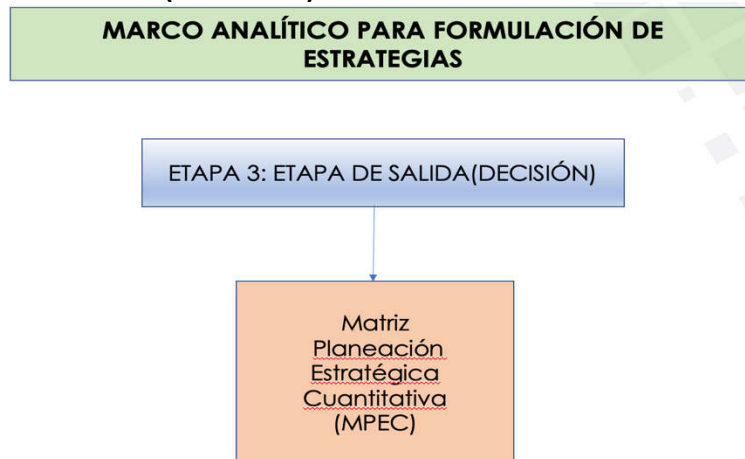 MARCO ANALÍTICO PARA FORMULACIÓN DE
ESTRATEGIAS
ETAPA 3: ETAPA DE SALIDA(DECISIÓN)
Matriz
Planeación
Estratégica
Cuantitativa
(MPEC)